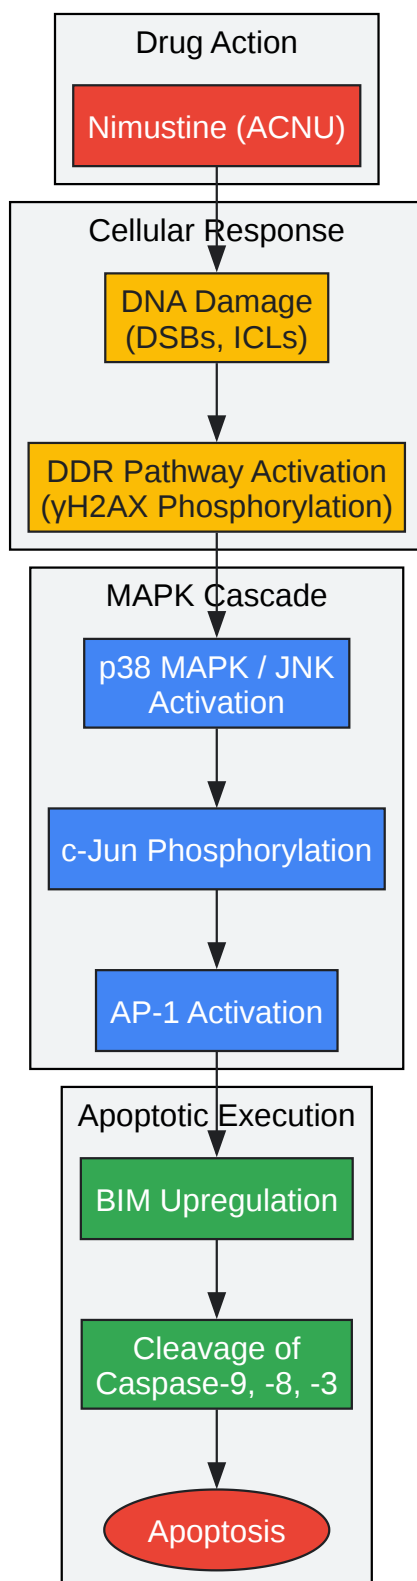 Drug Action
Nimustine (ACNU)
Cellular Response
DNA Damage
(DSBs, ICLs)
DDR Pathway Activation
(γH2AX Phosphorylation)
MAPK Cascade
p38 MAPK / JNK
Activation
c-Jun Phosphorylation
AP-1 Activation
Apoptotic Execution
BIM Upregulation
Cleavage of
Caspase-9, -8, -3
Apoptosis